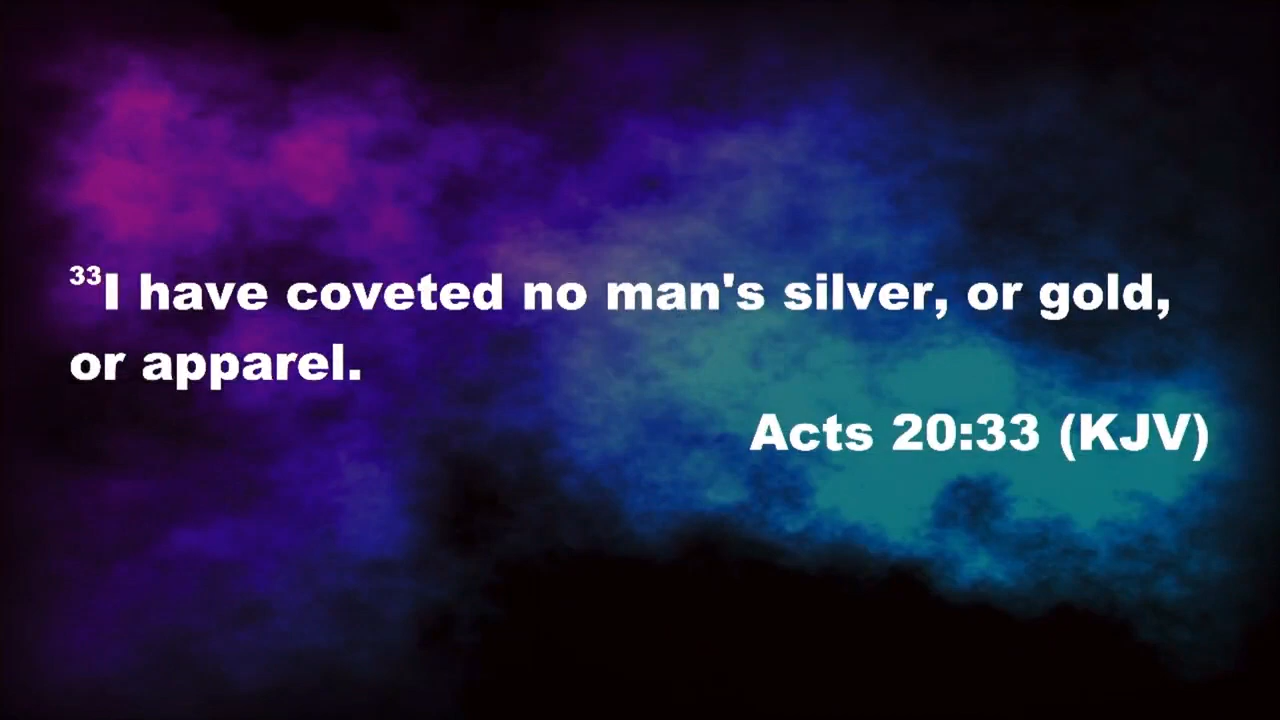 33I have coveted no man's silver, or gold,
or apparel.
Acts 20:33 (KJV)